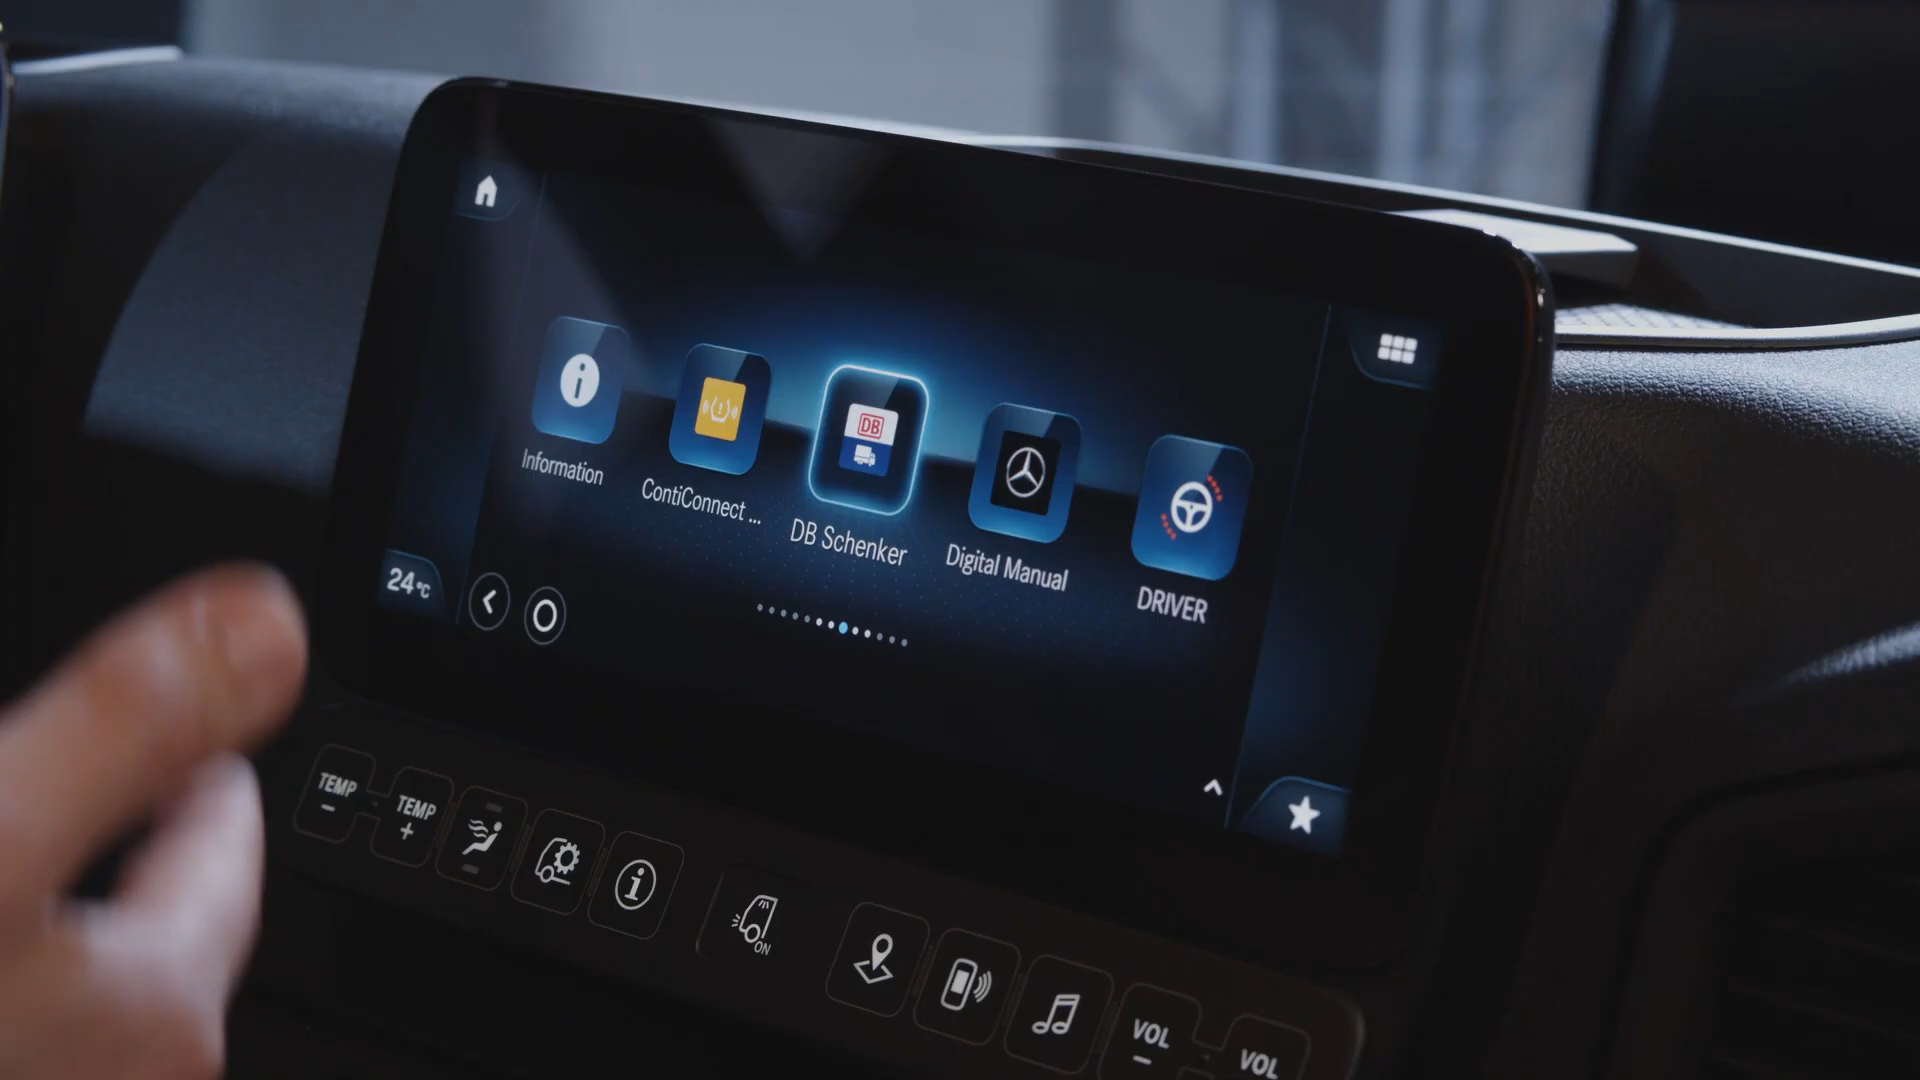 Information
ContiConnect ...
DB
DB Schenker
Digital Manual
DRIVER
24°C
TEMP
-
TEMP
+
ON
VOL
-
VOL